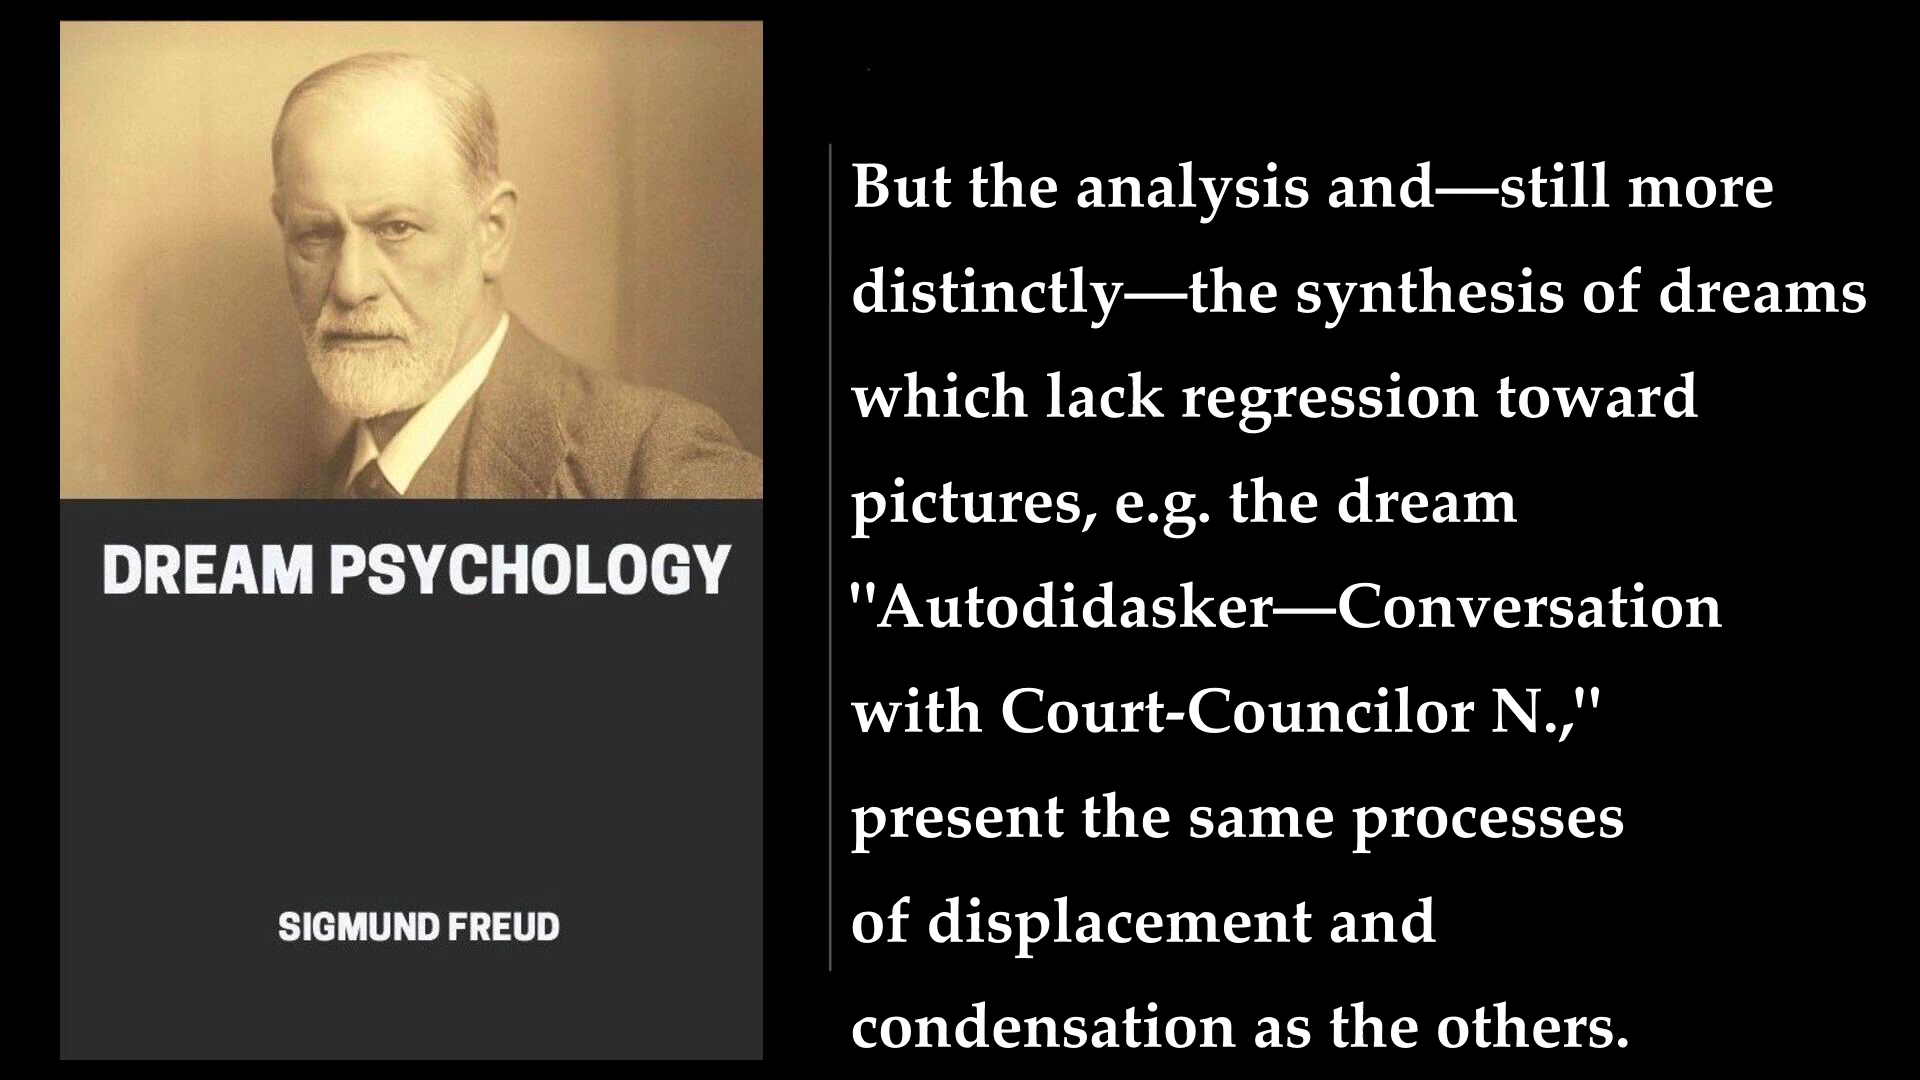 DREAM PSYCHOLOGY
SIGMUND FREUD
But the analysis and—still more
distinctly—the synthesis of dreams
which lack regression toward
pictures, e.g. the dream
"Autodidasker—Conversation
with Court-Councilor N.,"
present the same processes
of displacement and
condensation as the others.